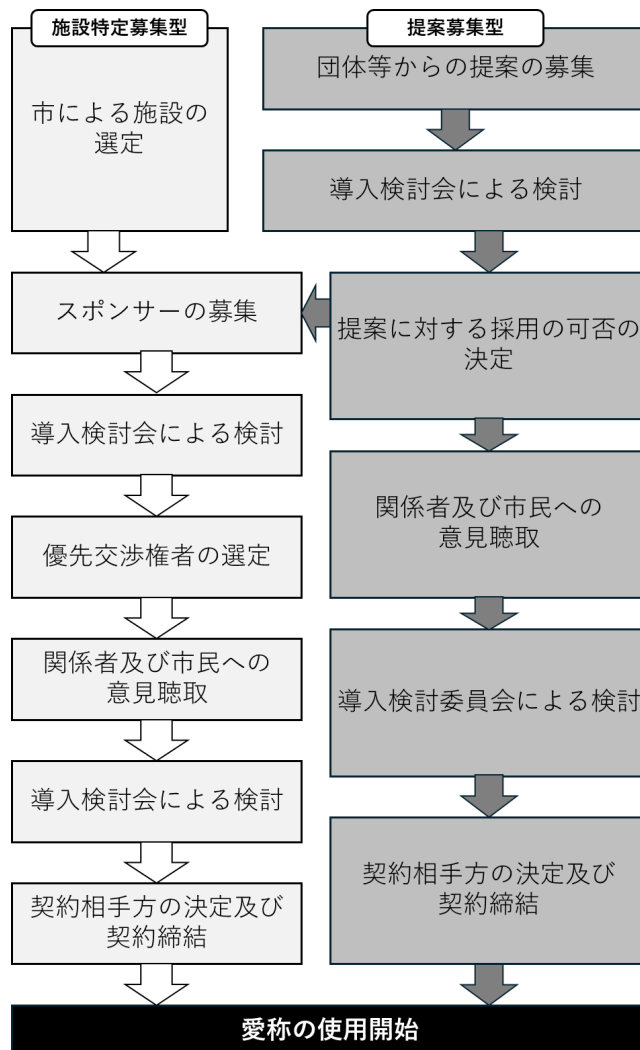 施設特定募集型
市による施設の
選定
スポンサーの募集
導入検討会による検討
優先交渉権者の選定
関係者及び市民への
意見聴取
導入検討会による検討
契約相手方の決定及び
契約締結
提案募集型
団体等からの提案の募集
導入検討会による検討
提案に対する採用の可否の
決定
関係者及び市民への
意見聴取
導入検討委員会による検討
契約相手方の決定及び
契約締結
愛称の使用開始